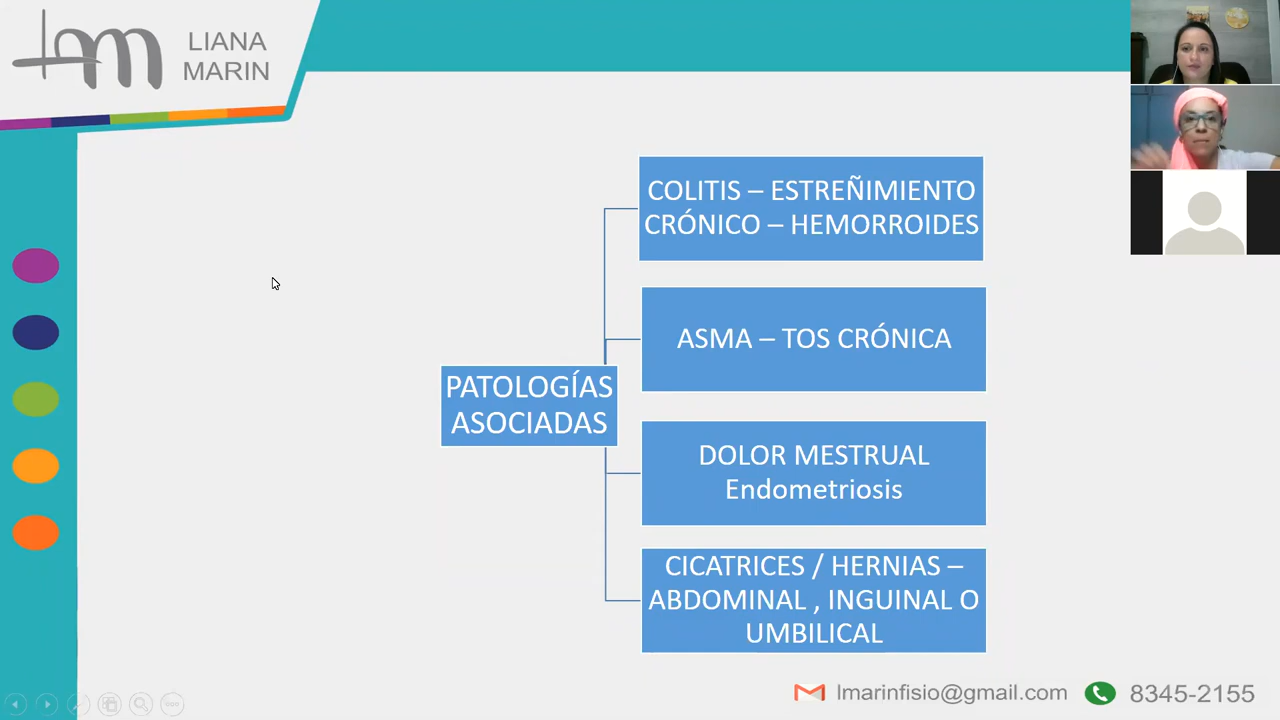 LIANA
MARIN
COLITIS – ESTREÑIMIENTO
CRÓNICO – HEMORROIDES
ASMA – TOS CRÓNICA
PATOLOGÍAS
ASOCIADAS
DOLOR MESTRUAL
Endometriosis
CICATRICES / HERNIAS –
ABDOMINAL , INGUINAL O
UMBILICAL
lmarinfisio@gmail.com
8345-2155